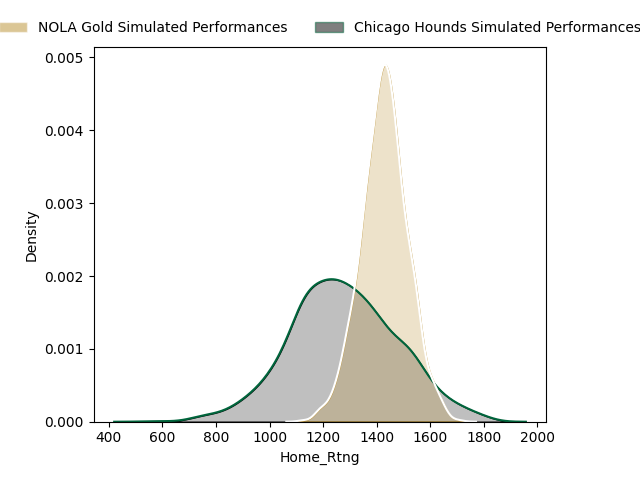 NOLA Gold Simulated Performances Chicago Hounds Simulated Performances
0.005
0.004
0.003
0.002
0.001
0.000
Density
400 600 800 1000 1200 1400 1600 1800 2000
Home_Rtng